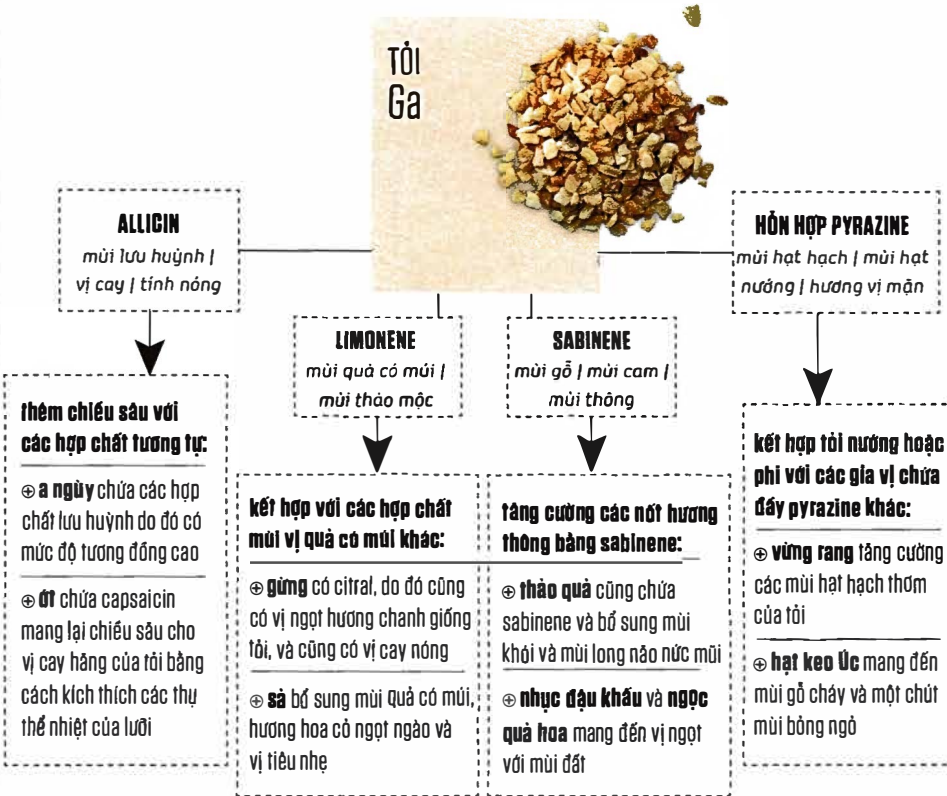 TỎI
Ga
ALLICIN
mùi lưu huỳnh |
vị cay | tính nóng
HỖN HỢP PYRAZINE
mùi hạt hạch | mùi hạt
nướng | hương vị mặn
LIMONENE
mùi quả có múi |
mùi thảo mộc
SABINENE
mùi gỗ | mùi cam |
mùi thông
thêm chiều sâu với
các hợp chất tương tự:
⊕ a ngùy chứa các hợp
chất lưu huỳnh do đó có
mức độ tương đồng cao
⊕ ớt chứa capsaicin
mang lại chiều sâu cho
vị cay hăng của tỏi bằng
cách kích thích các thụ
thể nhiệt của lưỡi
kết hợp với các hợp chất
mùi vị quả có múi khác:
⊕ gừng có citral, do đó cũng
có vị ngọt hương chanh giống
tỏi, và cũng có vị cay nóng
⊕ sả bổ sung mùi quả có múi,
hương hoa cỏ ngọt ngào và
vị tiêu nhẹ
tăng cường các nốt hương
thông bằng sabinene:
⊕ thảo quả cũng chứa
sabinene và bổ sung mùi
khói và mùi long não nức mũi
⊕ nhục đậu khấu và ngọc
quả hoa mang đến vị ngọt
với mùi đất
kết hợp tỏi nướng hoặc
phi với các gia vị chứa
đầy pyrazine khác:
⊕ vừng rang tăng cường
các mùi hạt hạch thơm
của tỏi
⊕ hạt keo Úc mang đến
mùi gỗ cháy và một chút
mùi bỏng ngô